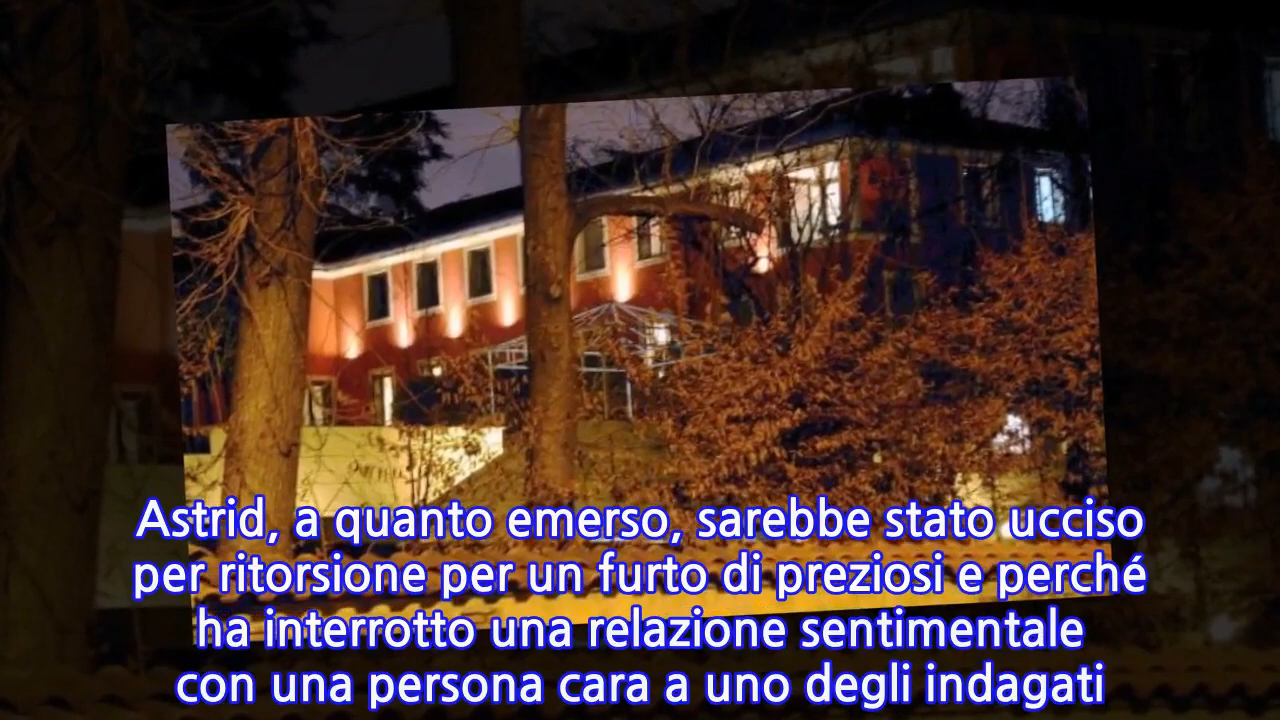 Astrid, a quanto emerso, sarebbe stato ucciso
per ritorsione per un furto di preziosi e perché
ha interrotto una relazione sentimentale
con una persona cara a uno degli indagati